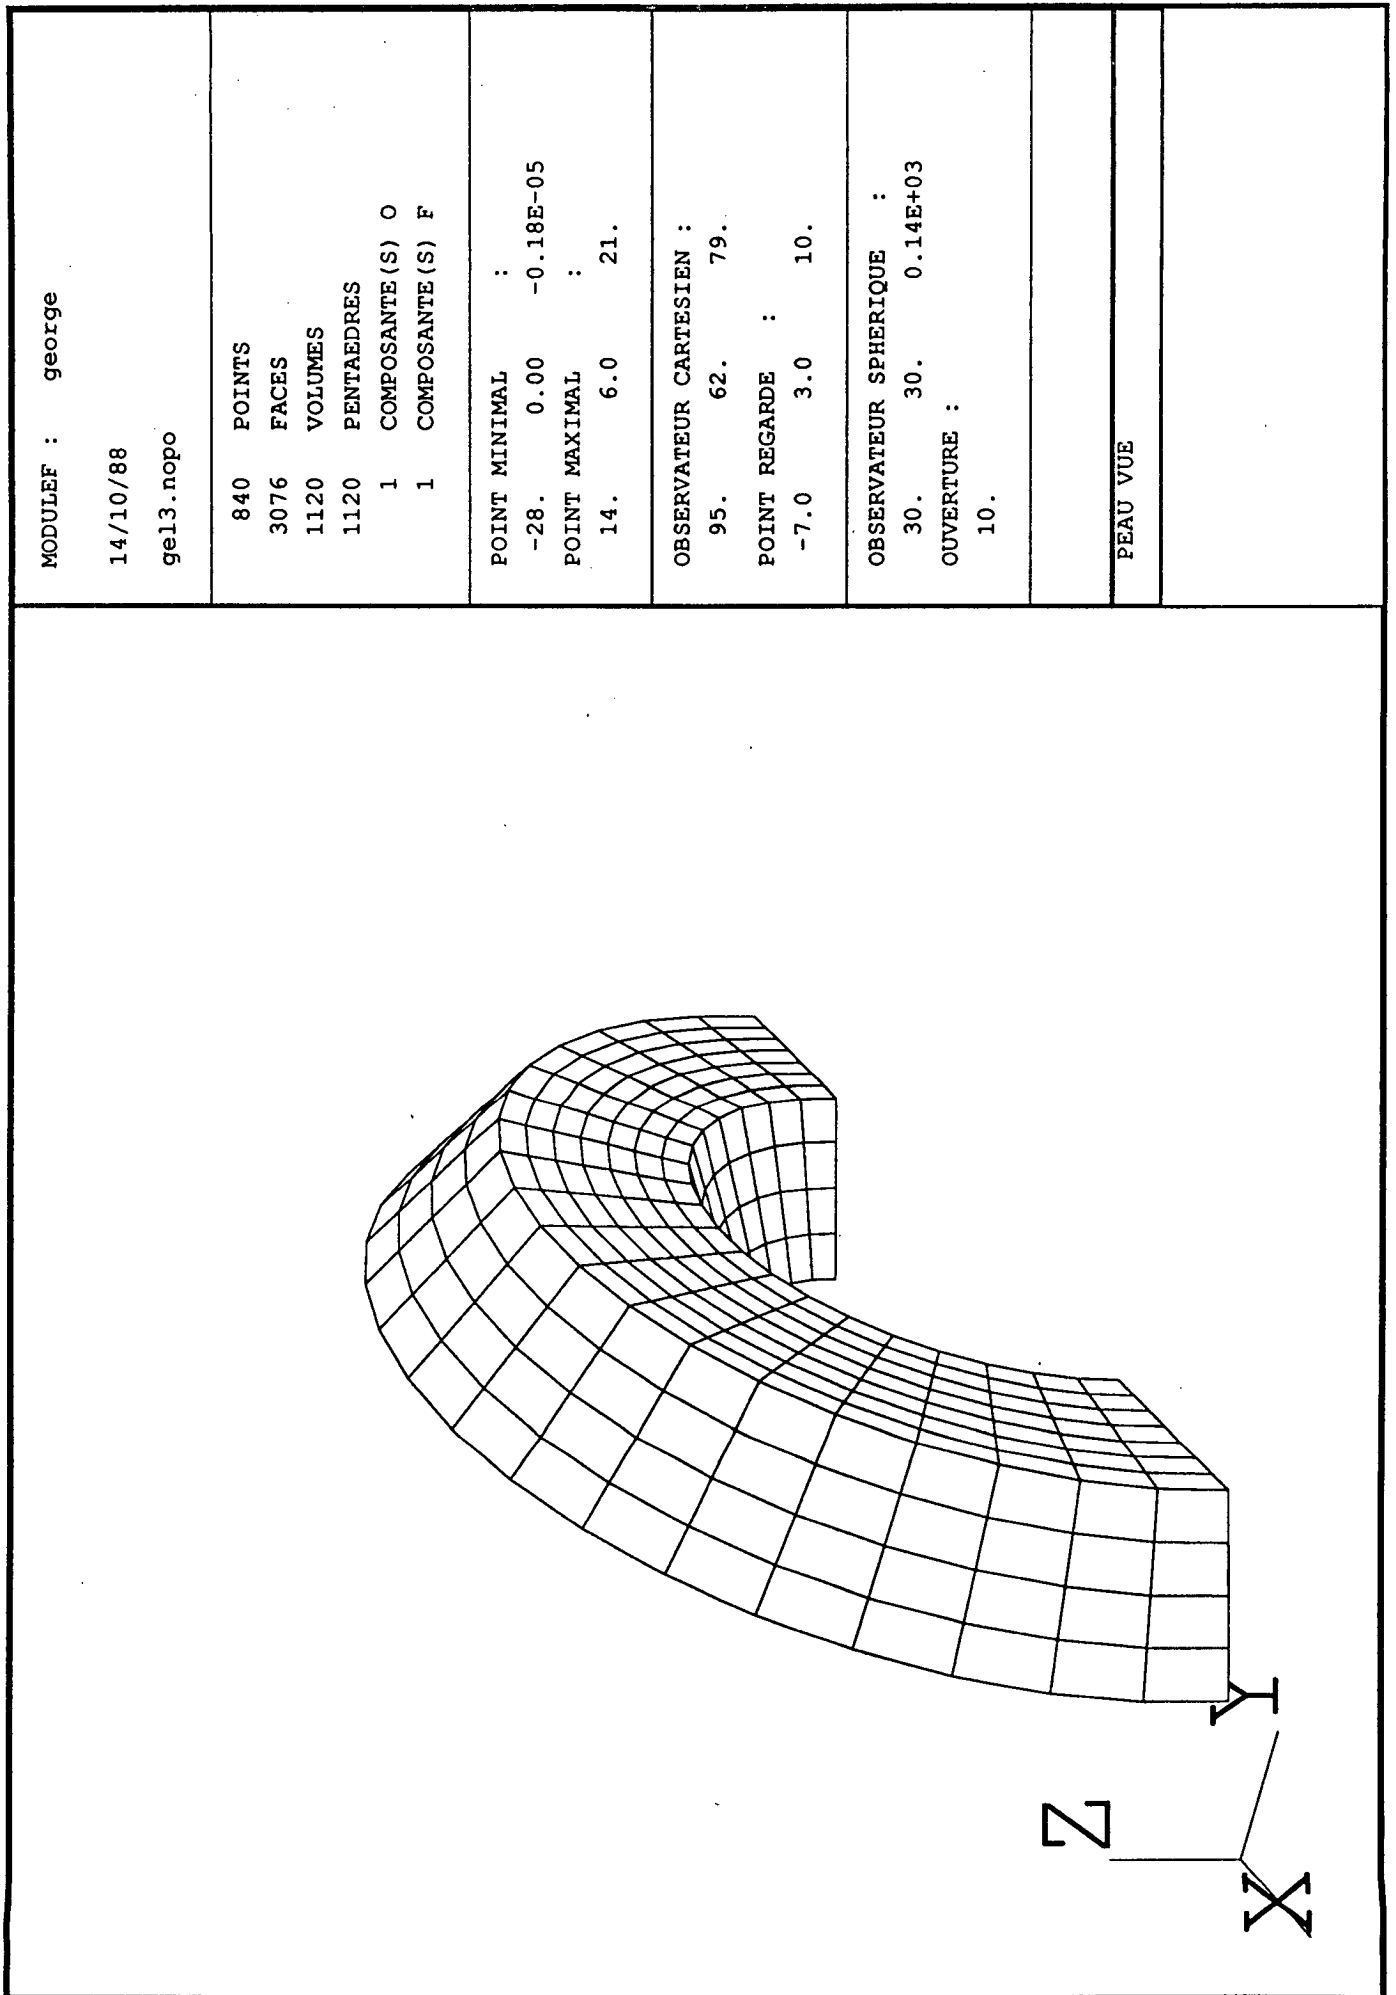 MODULEF : george
14/10/88
gel3.nopo
840 POINTS
3076 FACES
1120 VOLUMES
1120 PENTAEDRES
1 COMPOSANTE(S) O
1 COMPOSANTE(S) F
POINT MINIMAL :
-28. 0.00 -0.18E-05
POINT MAXIMAL :
14. 6.0 21.
OBSERVATEUR CARTESIEN :
95. 62. 79.
POINT REGARDE :
-7.0 3.0 10.
OBSERVATEUR SPHERIQUE :
30. 30. 0.14E+03
OUVERTURE :
10.
PEAU VUE
Z
Y
X